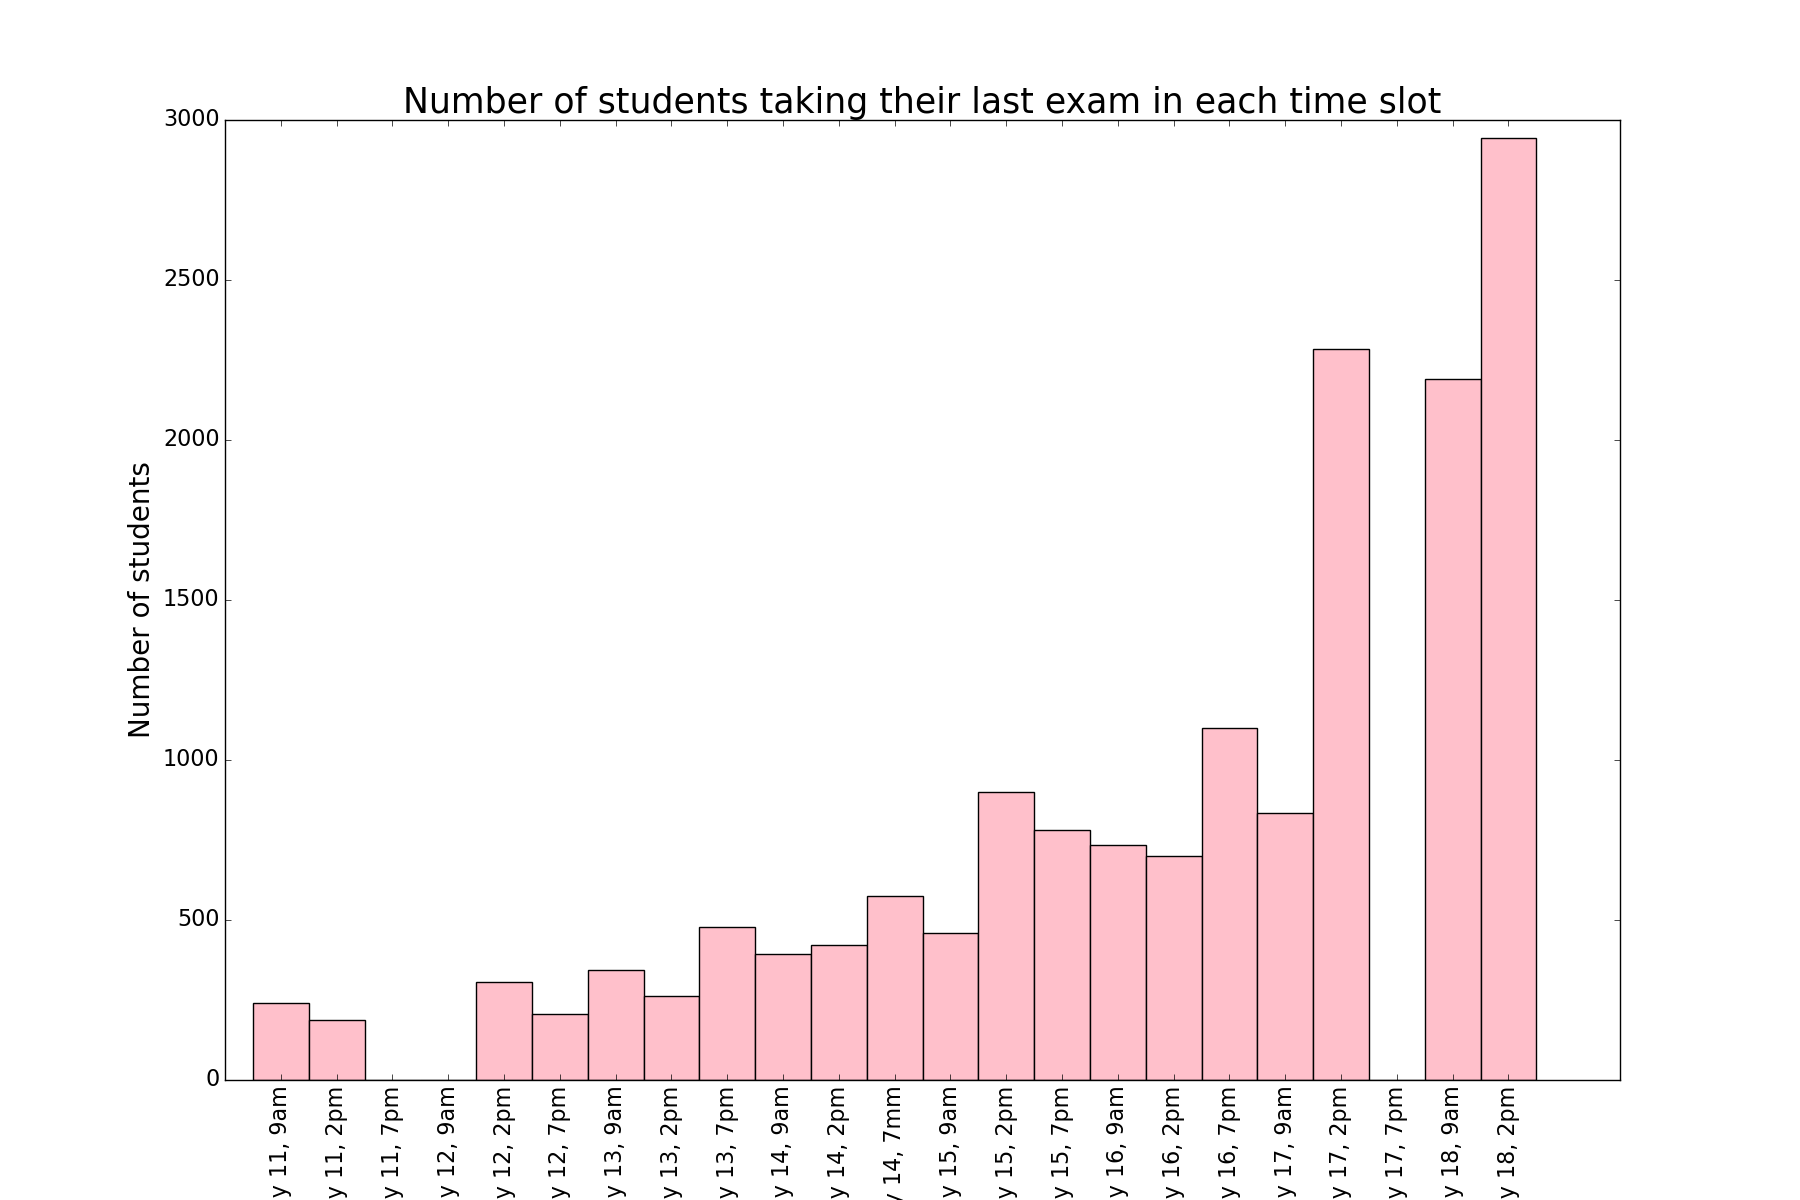 Number of students taking their last exam in each time slot
Number of students
3000
2500
2000
1500
1000
500
0
y 11, 9am
y 11, 2pm
y 11, 7pm
y 12, 9am
y 12, 2pm
y 12, 7pm
y 13, 9am
y 13, 2pm
y 13, 7pm
y 14, 9am
y 14, 2pm
y 14, 7mm
y 15, 9am
y 15, 2pm
y 15, 7pm
y 16, 9am
y 16, 2pm
y 16, 7pm
y 17, 9am
y 17, 2pm
y 17, 7pm
y 18, 9am
y 18, 2pm